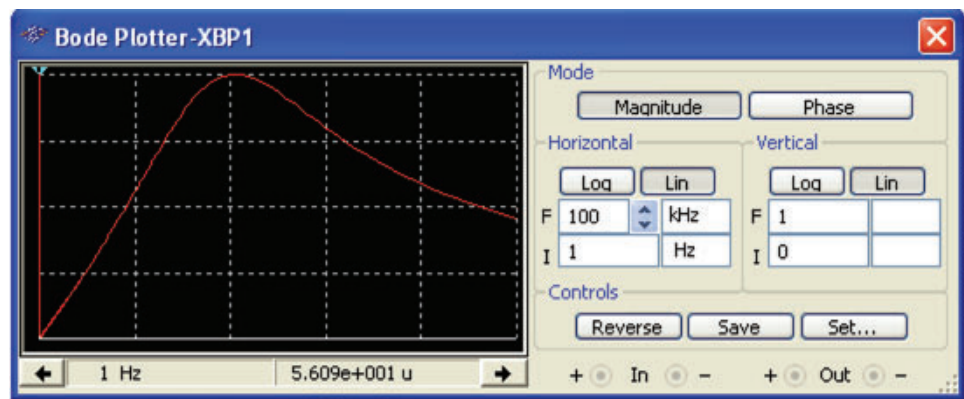 Bode Plotter-XBP1
Mode
Magnitude Phase
Horizontal Vertical
Log Lin Log Lin
F 100 kHz F 1
I 1 Hz I 0
Controls
Reverse Save Set...
1 Hz 5.609e+001 u + In - + Out -